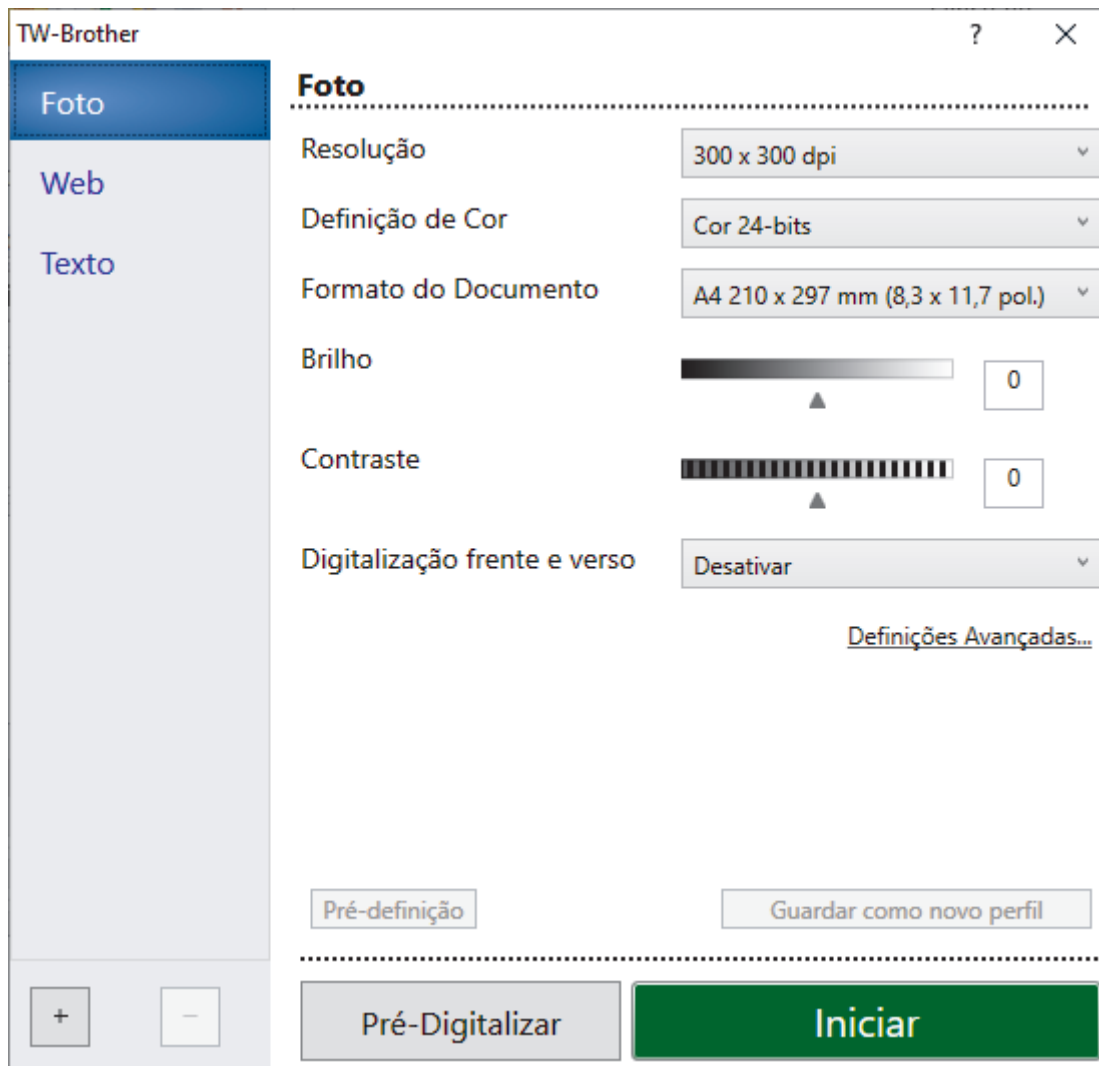 TW-Brother
?
Foto
Web
Texto
Foto
Resolução
300 x 300 dpi
Definição de Cor
Cor 24-bits
Formato do Documento
A4 210 x 297 mm (8,3 x 11,7 pol.)
Brilho
0
Contraste
0
Digitalização frente e verso
Desativar
Definições Avançadas...
Pré-definição
Guardar como novo perfil
+
−
Pré-Digitalizar
Iniciar